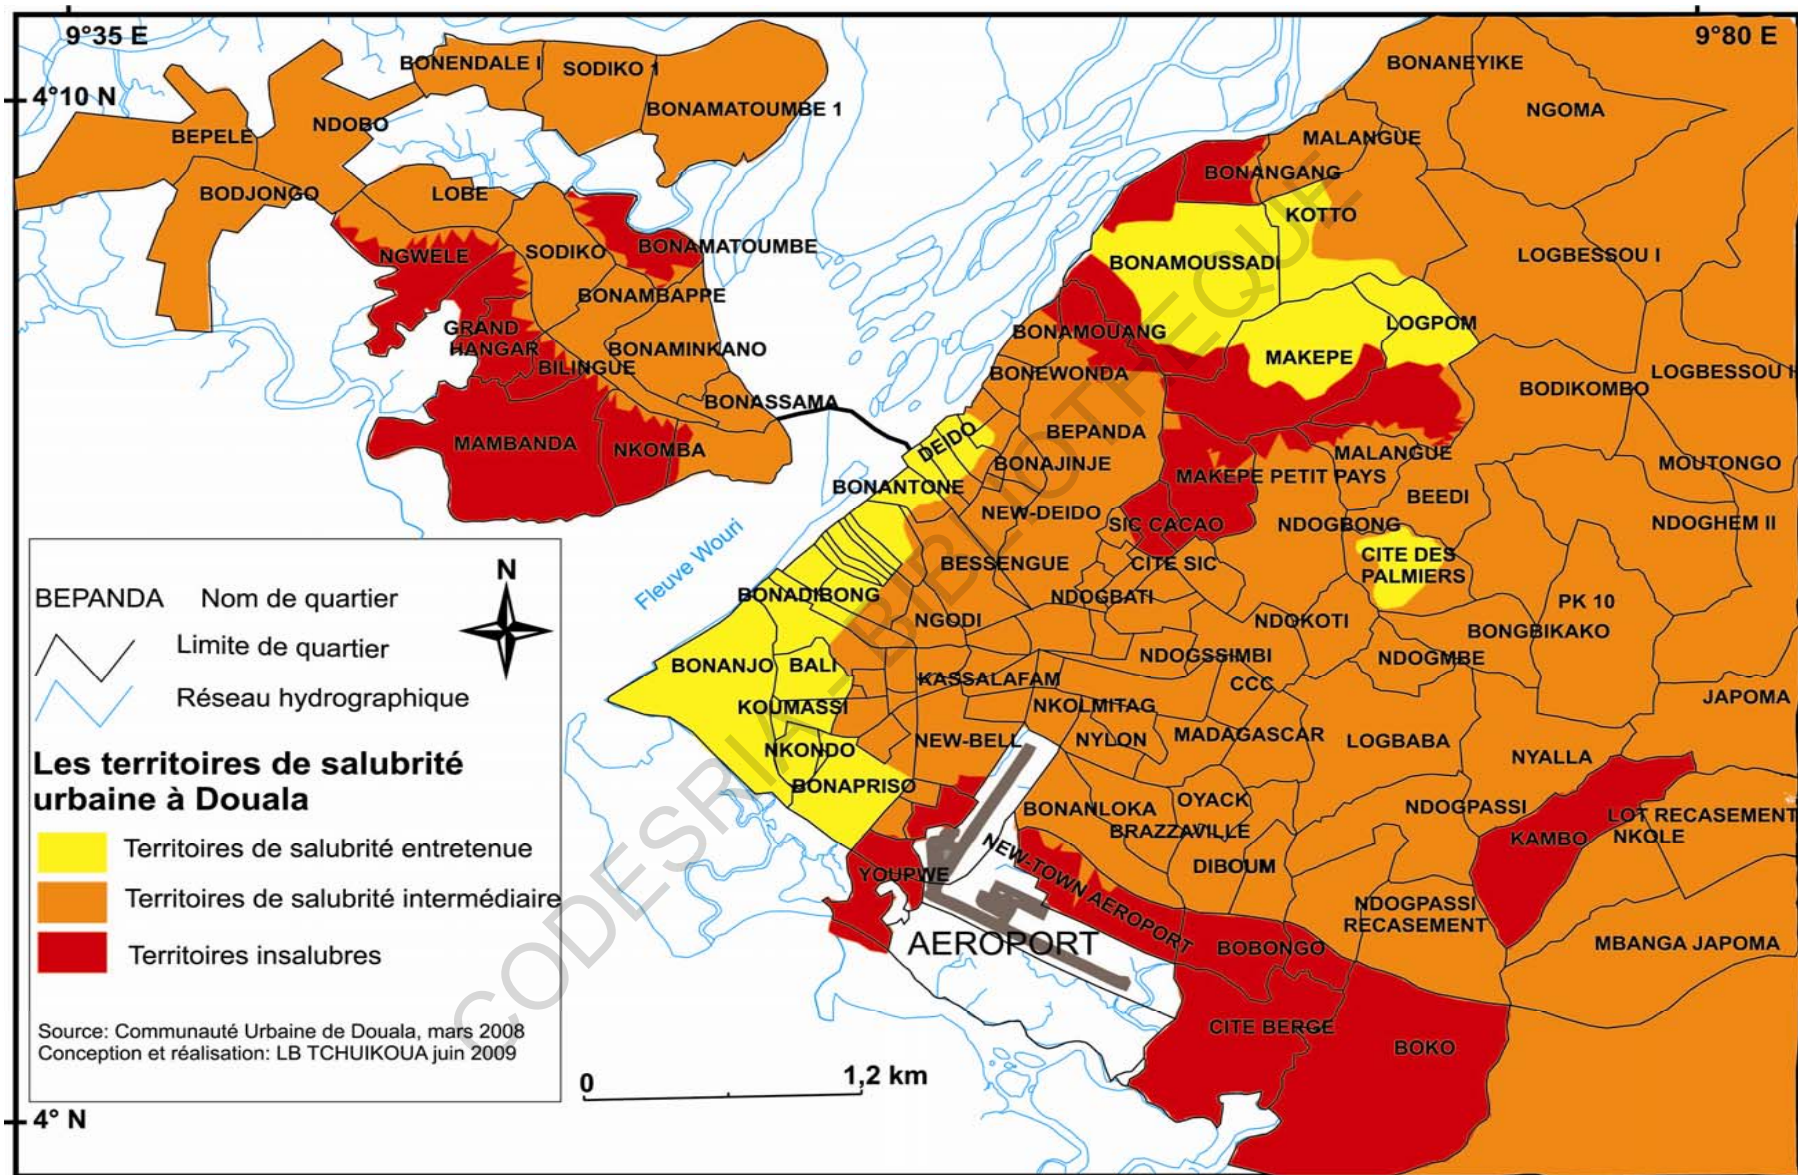 9°35 E
9°80 E
4°10 N
BONENDALE I
SODIKO 1
BONANEYIKE
BONAMATOUMBE 1
NGOMA
NDOBO
BEPELE
MALANGUE
BONANGANG
BODJONGO
LOBE
KOTTO
NGWELE
SODIKO
BONAMATOUMBE
LOGBESSOU I
BONAMOUSSADI
BONAMBAPPE
GRAND
HANGAR
BONAMOUANG
LOGPOM
BONAMINKANO
MAKEPE
BILINGUE
BONEWONDA
LOGBESSOU II
BODIKOMBO
BONASSAMA
DEIDO
BEPANDA
MAMBANDA
NKOMBA
MALANGUE
BONAJINJE
MOUTONGO
MAKEPE PETIT PAYS
BONANTONE
BEEDI
NEW-DEIDO
SIC CACAO
NDOGBONG
NDOGHEM II
Fleuve Wouri
BESSENGUE
CITE SIC
CITE DES
PALMIERS
BONADIBONG
NDOGBATI
PK 10
NGODI
NDOKOTI
BONGBIKAKO
BONANJO
BALI
NDOGSSIMBI
NDOGMBE
KASSALAFAM
CCC
JAPOMA
KOUMASSI
NKOLMITAG
NKONDO
NEW-BELL
NYLON
MADAGASCAR
LOGBABA
NYALLA
BONAPRISO
BONANLOKA
OYACK
NDOGPASSI
LOT RECASEMENT
NKOLE
BRAZZAVILLE
KAMBO
YOUPWE
NEW-TOWN AEROPORT
DIBOUM
NDOGPASSI
RECASEMENT
AEROPORT
BOBONGO
MBANGA JAPOMA
CITE BERGE
BOKO
N
BEPANDA Nom de quartier
Limite de quartier
Réseau hydrographique
Les territoires de salubrité
urbaine à Douala
Territoires de salubrité entretenue
Territoires de salubrité intermédiaire
Territoires insalubres
Source: Communauté Urbaine de Douala, mars 2008
Conception et réalisation: LB TCHUIKOUA juin 2009
0 1,2 km
4° N
CODESRIA - BIBLIOTHEQUE